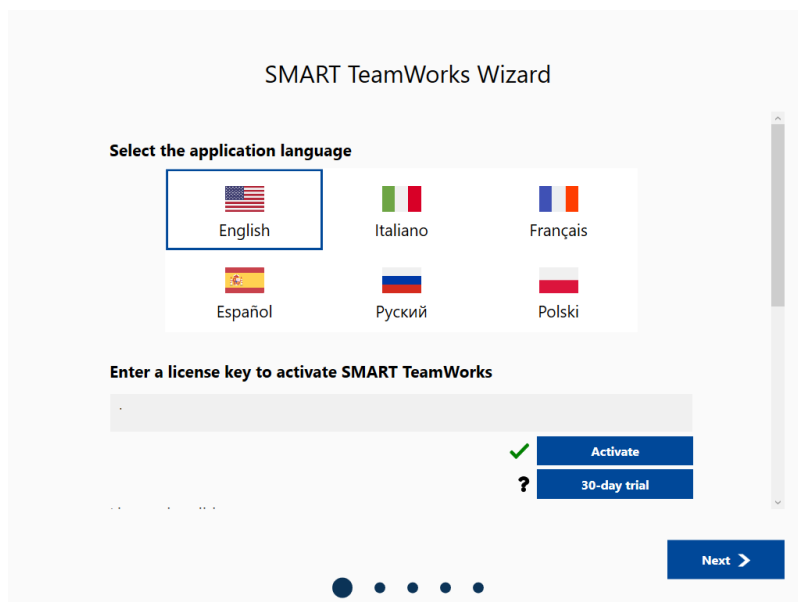 SMART TeamWorks Wizard
Select the application language
English
Italiano
Français
Español
Руский
Polski
Enter a license key to activate SMART TeamWorks
.
Activate
?
30-day trial
Next